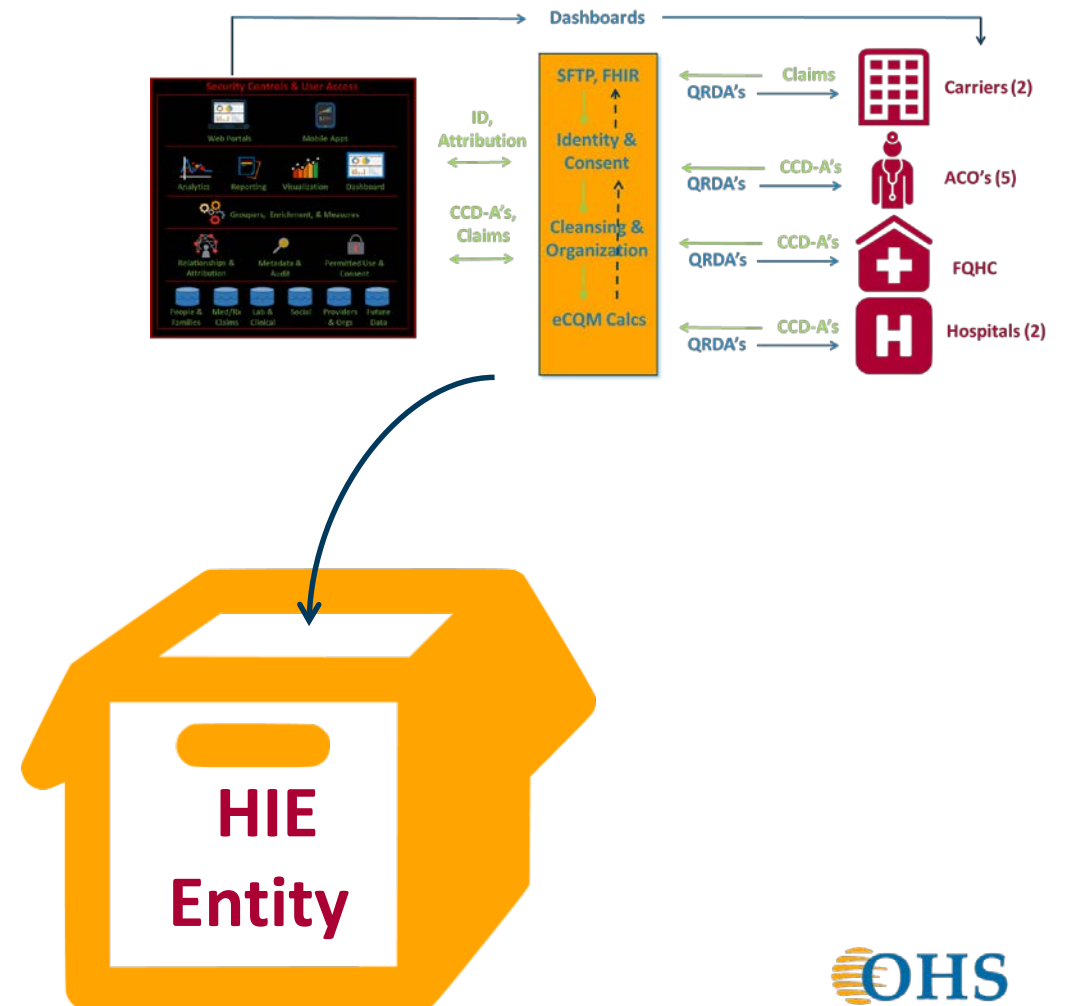 Dashboards
Security Controls & User Access
Web Portals
Mobile Apps
Analytics
Reporting
Visualization
Dashboard
Groupers, Enrichment, & Measures
Relationships &
Attribution
Metadata &
Audit
Permitted Use &
Consent
People &
Families
Med/Rx
Claims
Lab &
Clinical
Social
Providers
& Orgs
Future
Data
ID,
Attribution
CCD-A's,
Claims
SFTP, FHIR
Identity &
Consent
Cleansing &
Organization
eCQM Calcs
Claims
QRDA's
Carriers (2)
CCD-A's
QRDA's
ACO's (5)
CCD-A's
QRDA's
FQHC
CCD-A's
QRDA's
H
Hospitals (2)
HIE
Entity
OHS